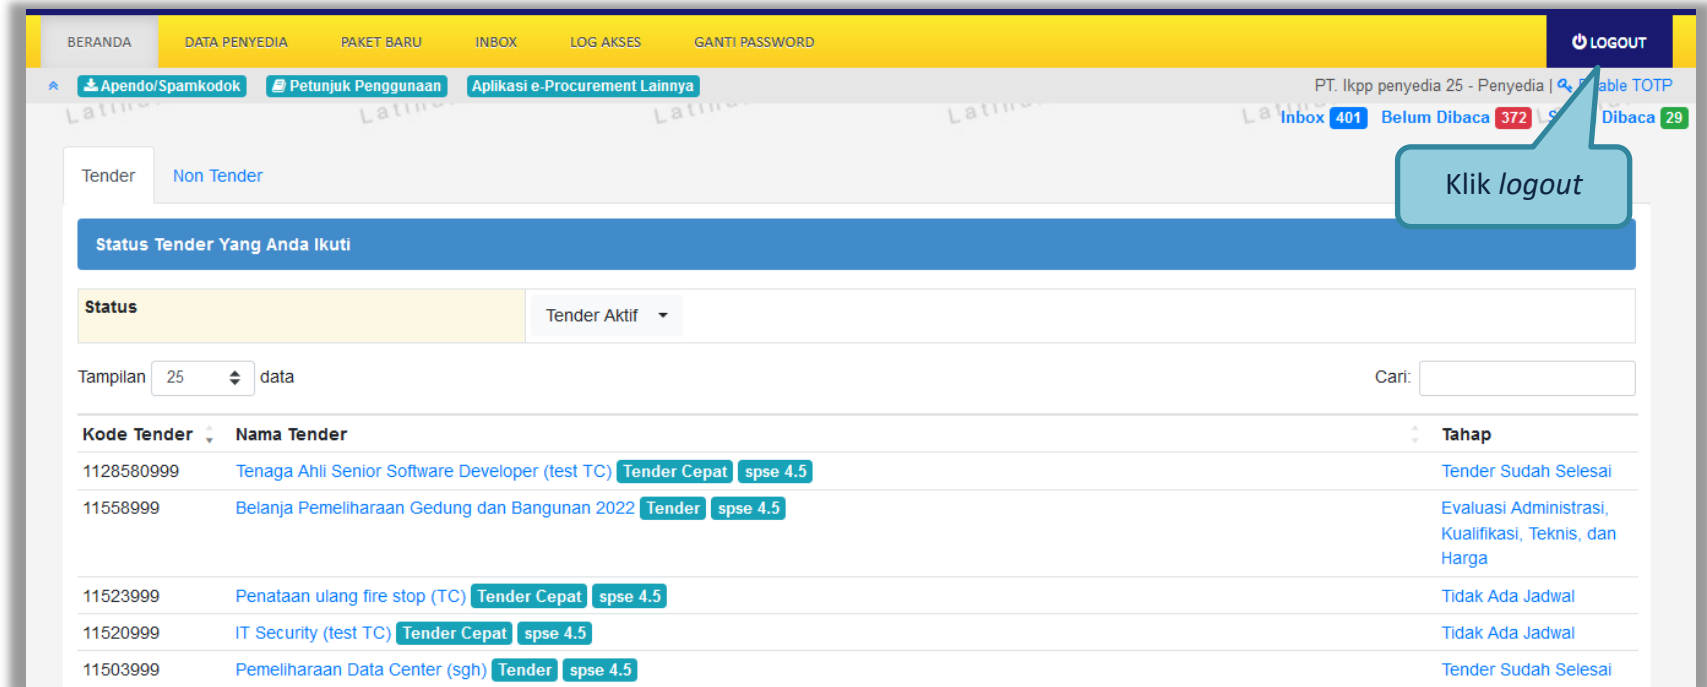 BERANDA DATA PENYEDIA PAKET BARU INBOX LOG AKSES GANTI PASSWORD LOGOUT
Apendo/Spamkodok Petunjuk Penggunaan Aplikasi e-Procurement Lainnya PT. lkpp penyedia 25 - Penyedia | TOTP
Inbox 401 Belum Dibaca 372 Dibaca 29
Klik logout
Tender Non Tender
Status Tender Yang Anda Ikuti
Status Tender Aktif
Tampilan 25 data Cari:
Kode Tender Nama Tender Tahap
1128580999 Tenaga Ahli Senior Software Developer (test TC) Tender Cepat spse 4.5 Tender Sudah Selesai
11558999 Belanja Pemeliharaan Gedung dan Bangunan 2022 Tender spse 4.5 Evaluasi Administrasi,
Kualifikasi, Teknis, dan
Harga
11523999 Penataan ulang fire stop (TC) Tender Cepat spse 4.5 Tidak Ada Jadwal
11520999 IT Security (test TC) Tender Cepat spse 4.5 Tidak Ada Jadwal
11503999 Pemeliharaan Data Center (sgh) Tender spse 4.5 Tender Sudah Selesai